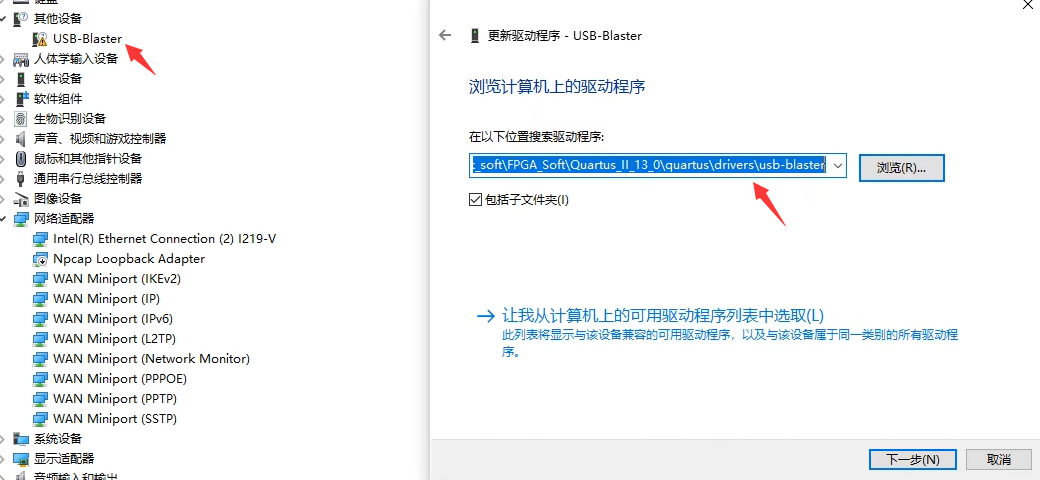 其他设备
USB-Blaster
人体学输入设备
软件设备
软件组件
生物识别设备
声音、视频和游戏控制器
鼠标和其他指针设备
通用串行总线控制器
图像设备
网络适配器
Intel(R) Ethernet Connection (2) I219-V
Npcap Loopback Adapter
WAN Miniport (IKEv2)
WAN Miniport (IP)
WAN Miniport (IPv6)
WAN Miniport (L2TP)
WAN Miniport (Network Monitor)
WAN Miniport (PPPOE)
WAN Miniport (PPTP)
WAN Miniport (SSTP)
系统设备
显示适配器
音频输入和输出
更新驱动程序 - USB-Blaster
浏览计算机上的驱动程序
在以下位置搜索驱动程序:
_soft\FPGA_Soft\Quartus_II_13_0\quartus\drivers\usb-blaster
浏览(R)...
包括子文件夹(I)
让我从计算机上的可用驱动程序列表中选取(L)
此列表将显示与该设备兼容的可用驱动程序，以及与该设备属于同一类别的所有驱动程
序。
下一步(N)
取消